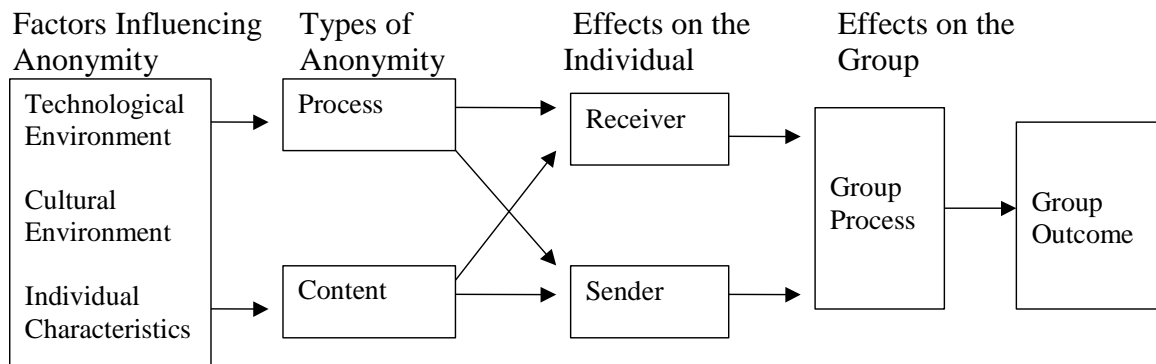 Factors Influencing
Anonymity
Types of
Anonymity
Effects on the
Individual
Effects on the
Group
Technological
Environment
Cultural
Environment
Individual
Characteristics
Process
Content
Receiver
Sender
Group
Process
Group
Outcome